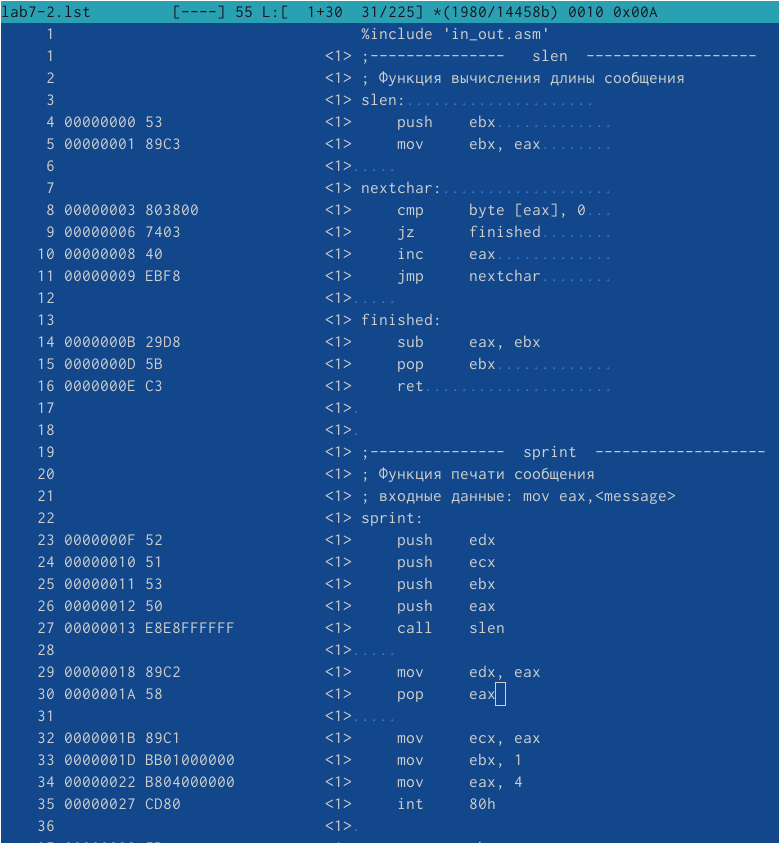 lab7-2.lst [----] 55 L:[ 1+30 31/225] *(1980/14458b) 0010 0x00A
1 %include 'in_out.asm'
1 <1> ;--------------- slen -------------------
2 <1> ; Функция вычисления длины сообщения
3 <1> slen:.....................
4 00000000 53 <1> push ebx.............
5 00000001 89C3 <1> mov ebx, eax........
6 <1>.....
7 <1> nextchar:...................
8 00000003 803800 <1> cmp byte [eax], 0...
9 00000006 7403 <1> jz finished........
10 00000008 40 <1> inc eax.............
11 00000009 EBF8 <1> jmp nextchar........
12 <1>.....
13 <1> finished:
14 0000000B 29D8 <1> sub eax, ebx
15 0000000D 5B <1> pop ebx.............
16 0000000E C3 <1> ret.....................
17 <1>.
18 <1>.
19 <1> ;--------------- sprint -------------------
20 <1> ; Функция печати сообщения
21 <1> ; входные данные: mov eax,<message>
22 <1> sprint:
23 0000000F 52 <1> push edx
24 00000010 51 <1> push ecx
25 00000011 53 <1> push ebx
26 00000012 50 <1> push eax
27 00000013 E8E8FFFFFF <1> call slen
28 <1>.....
29 00000018 89C2 <1> mov edx, eax
30 0000001A 58 <1> pop eax
31 <1>.....
32 0000001B 89C1 <1> mov ecx, eax
33 0000001D BB01000000 <1> mov ebx, 1
34 00000022 B804000000 <1> mov eax, 4
35 00000027 CD80 <1> int 80h
36 <1>.